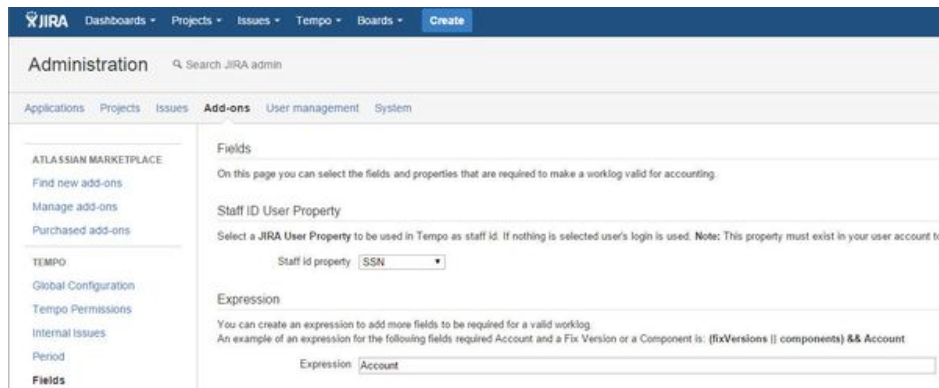 JIRA Dashboards Projects Issues Tempo Boards Create
Administration Search JIRA admin
Applications Projects Issues Add-ons User management System
ATLASSIAN MARKETPLACE
Find new add-ons
Manage add-ons
Purchased add-ons
TEMPO
Global Configuration
Tempo Permissions
Internal Issues
Period
Fields
Fields
On this page you can select the fields and properties that are required to make a worklog valid for accounting.
Staff ID User Property
Select a JIRA User Property to be used in Tempo as staff id. If nothing is selected user's login is used. Note: This property must exist in your user account to
Staff id property SSN
Expression
You can create an expression to add more fields to be required for a valid worklog
An example of an expression for the following fields required Account and a Fix Version or a Component is: (fixVersions || components) && Account
Expression Account